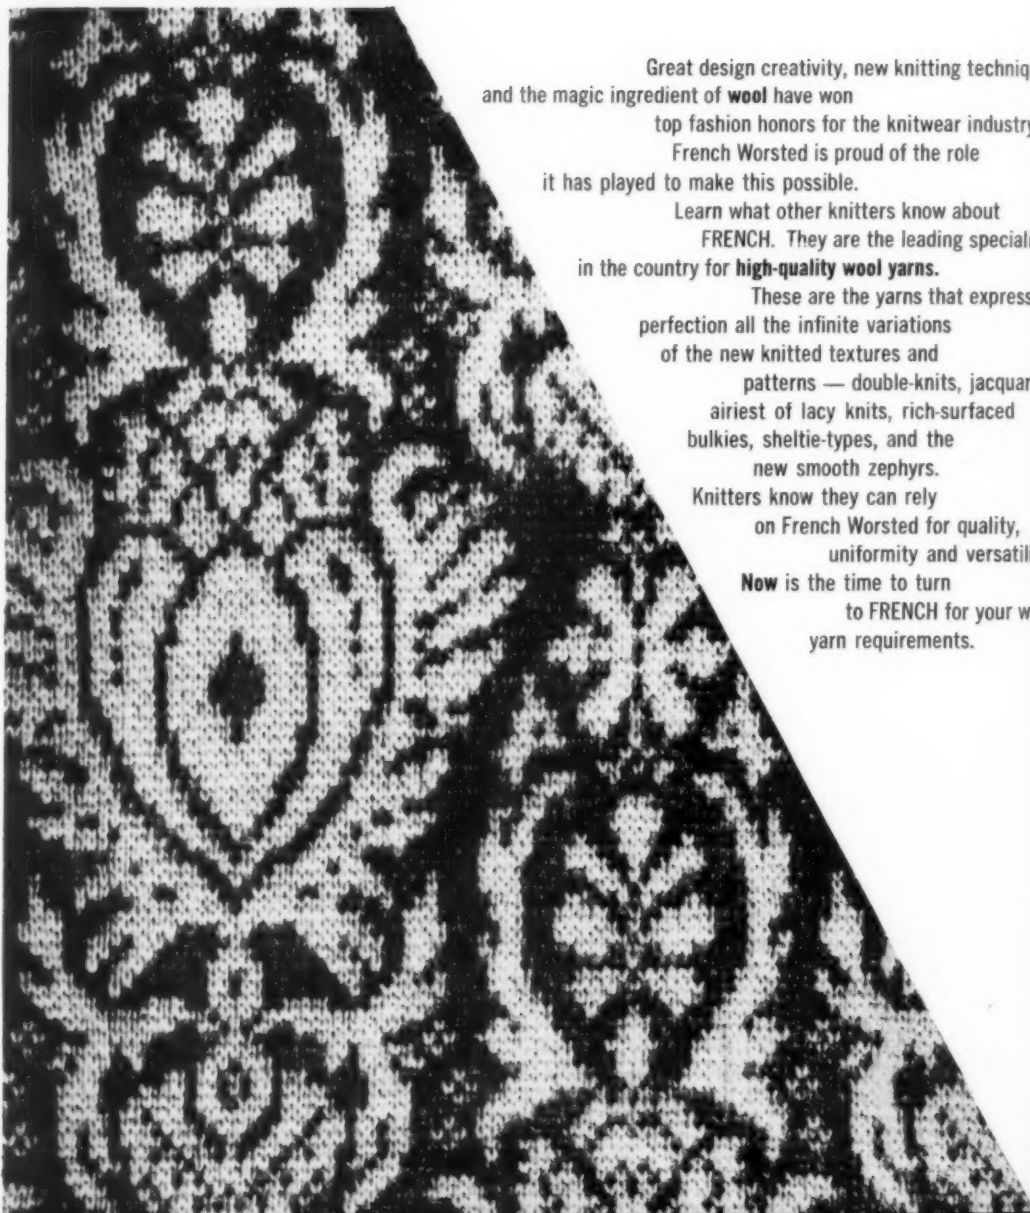 Great design creativity, new knitting techniq
and the magic ingredient of wool have won
top fashion honors for the knitwear industry
French Worsted is proud of the role
it has played to make this possible.
Learn what other knitters know about
FRENCH. They are the leading speciali
in the country for high-quality wool yarns.
These are the yarns that express
perfection all the infinite variations
of the new knitted textures and
patterns — double-knits, jacquar
airiest of lacy knits, rich-surfaced
bulkies, sheltie-types, and the
new smooth zephyrs.
Knitters know they can rely
on French Worsted for quality,
uniformity and versatili
Now is the time to turn
to FRENCH for your w
yarn requirements.